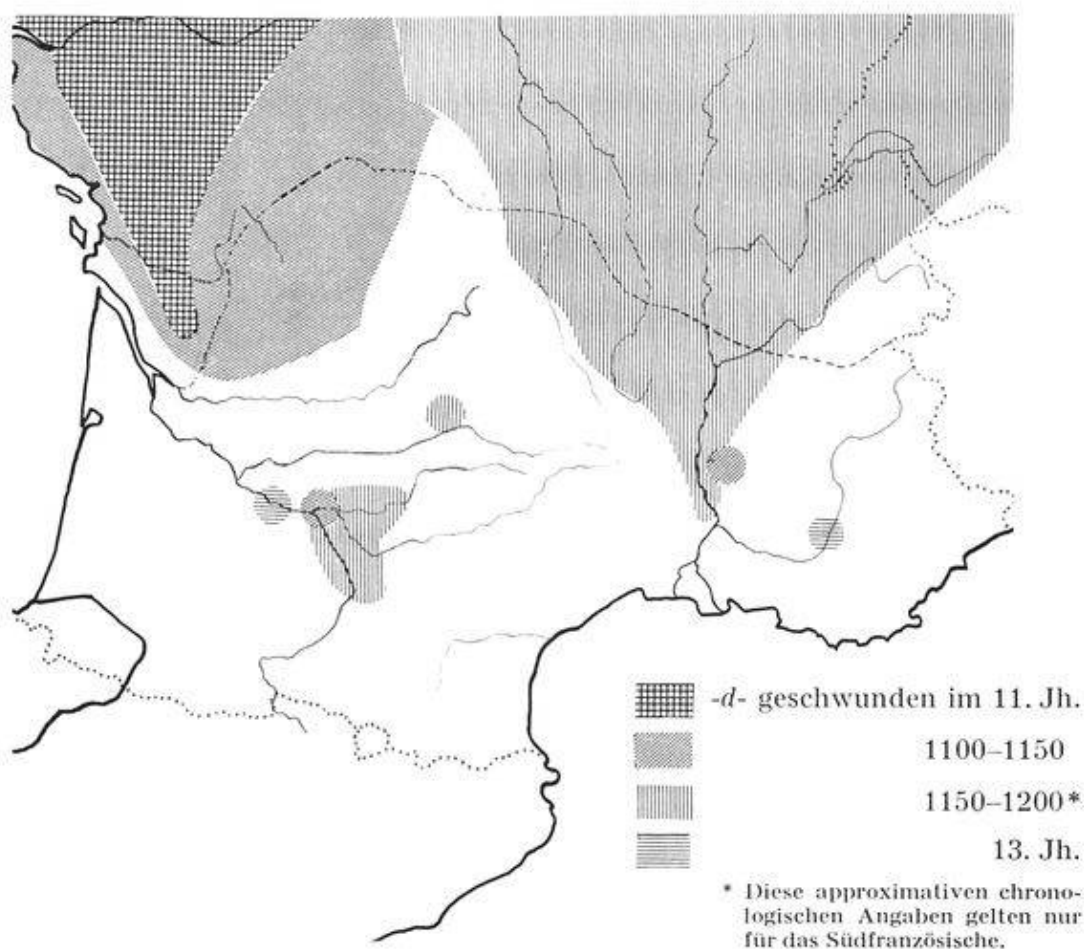 -d- geschwunden im 11. Jh.
1100–1150
1150–1200*
13. Jh.
* Diese approximativen chrono-
logischen Angaben gelten nur
für das Südfranzösische.